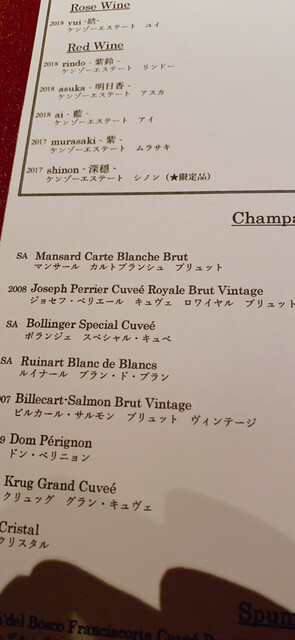 Rose Wine
2018 yui -結-
ケンゾーエステート ユイ
Red Wine
2018 rindo - 紫鈴 -
ケンゾーエステート リンドー
2018 asuka - 明日香 -
ケンゾーエステート アスカ
2018 ai - 藍 -
ケンゾーエステート アイ
2017 murasaki - 紫 -
ケンゾーエステート ムラサキ
2017 shinon - 深穏 -
ケンゾーエステート シノン (★限定品)
Champa
SA Mansard Carte Blanche Brut
マンサール カルトブランシュ ブリュット
2008 Joseph Perrier Cuveé Royale Brut Vintage
ジョセフ・ペリエール キュヴェ ロワイヤル ブリュット
SA Bollinger Special Cuveé
ボランジェ スペシャル・キュベ
SA Ruinart Blanc de Blancs
ルイナール ブラン・ド・ブラン
07 Billecart-Salmon Brut Vintage
ビルカール・サルモン ブリュット ヴィンテージ
9 Dom Pérignon
ドン・ペリニョン
Krug Grand Cuveé
クリュッグ グラン・キュヴェ
Cristal
クリスタル
Spum
del Bosco Franciacorta Cuveé